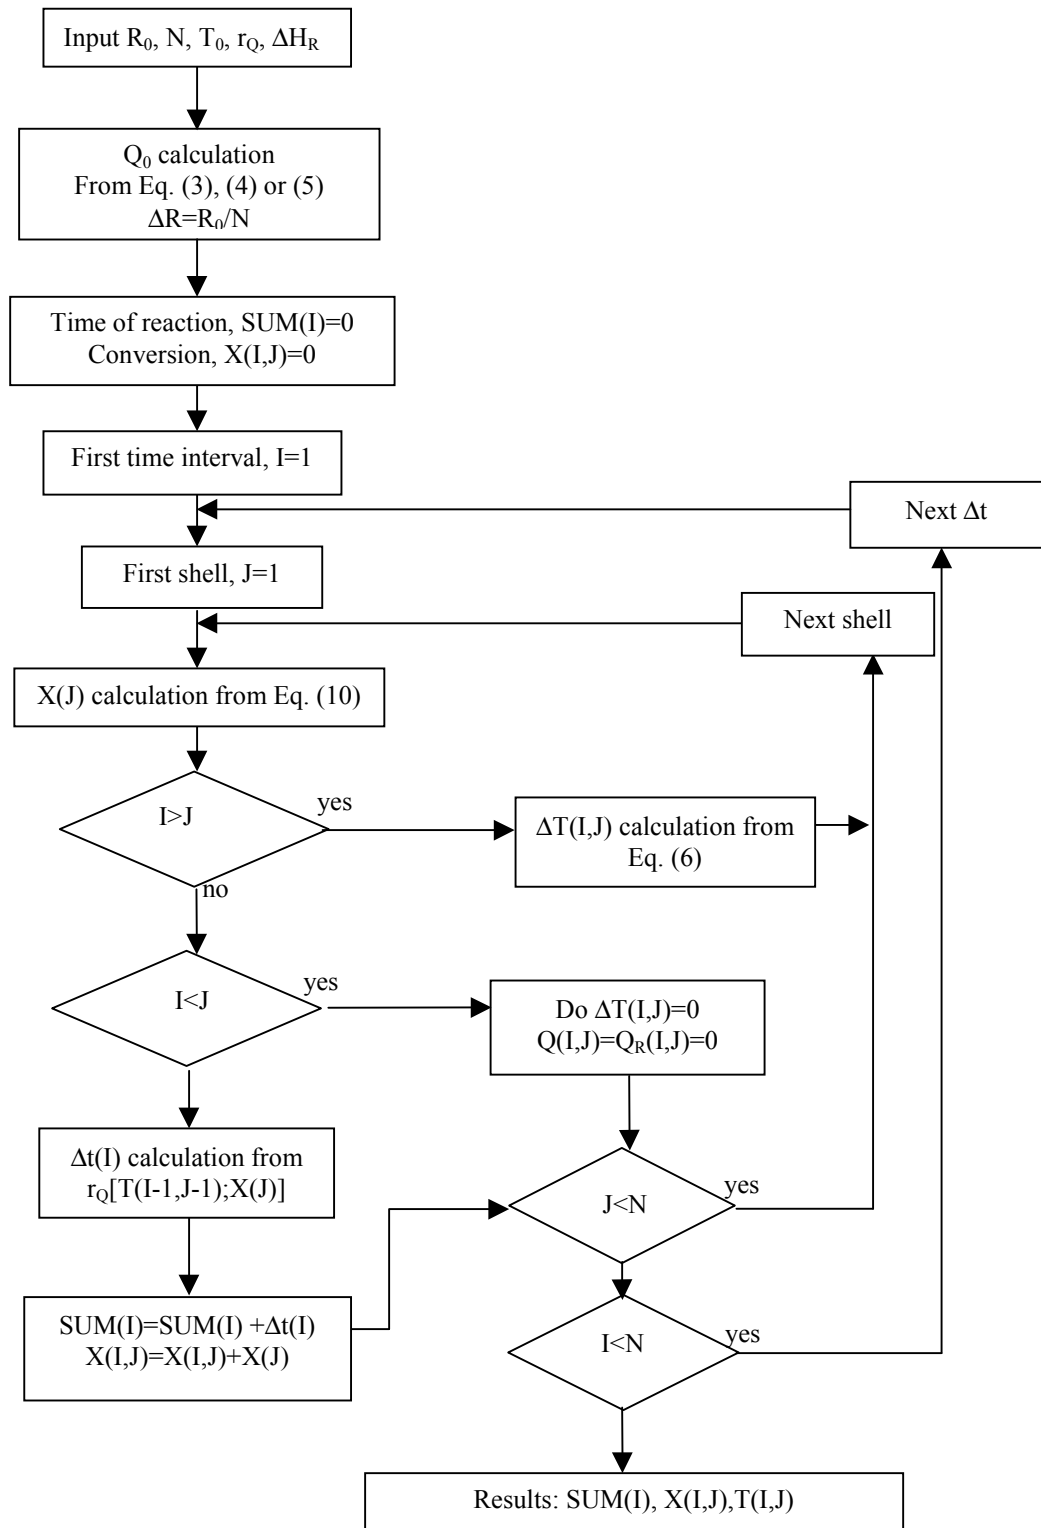 Input R₀, N, T₀, r_Q, ΔH_R
Q₀ calculation
From Eq. (3), (4) or (5)
ΔR=R₀/N
Time of reaction, SUM(I)=0
Conversion, X(I,J)=0
First time interval, I=1
Next Δt
First shell, J=1
Next shell
X(J) calculation from Eq. (10)
I>J
yes
ΔT(I,J) calculation from
Eq. (6)
no
I<J
yes
Do ΔT(I,J)=0
Q(I,J)=Q_R(I,J)=0
Δt(I) calculation from
r_Q[T(I-1,J-1);X(J)]
J<N
yes
SUM(I)=SUM(I) +Δt(I)
X(I,J)=X(I,J)+X(J)
I<N
yes
Results: SUM(I), X(I,J),T(I,J)